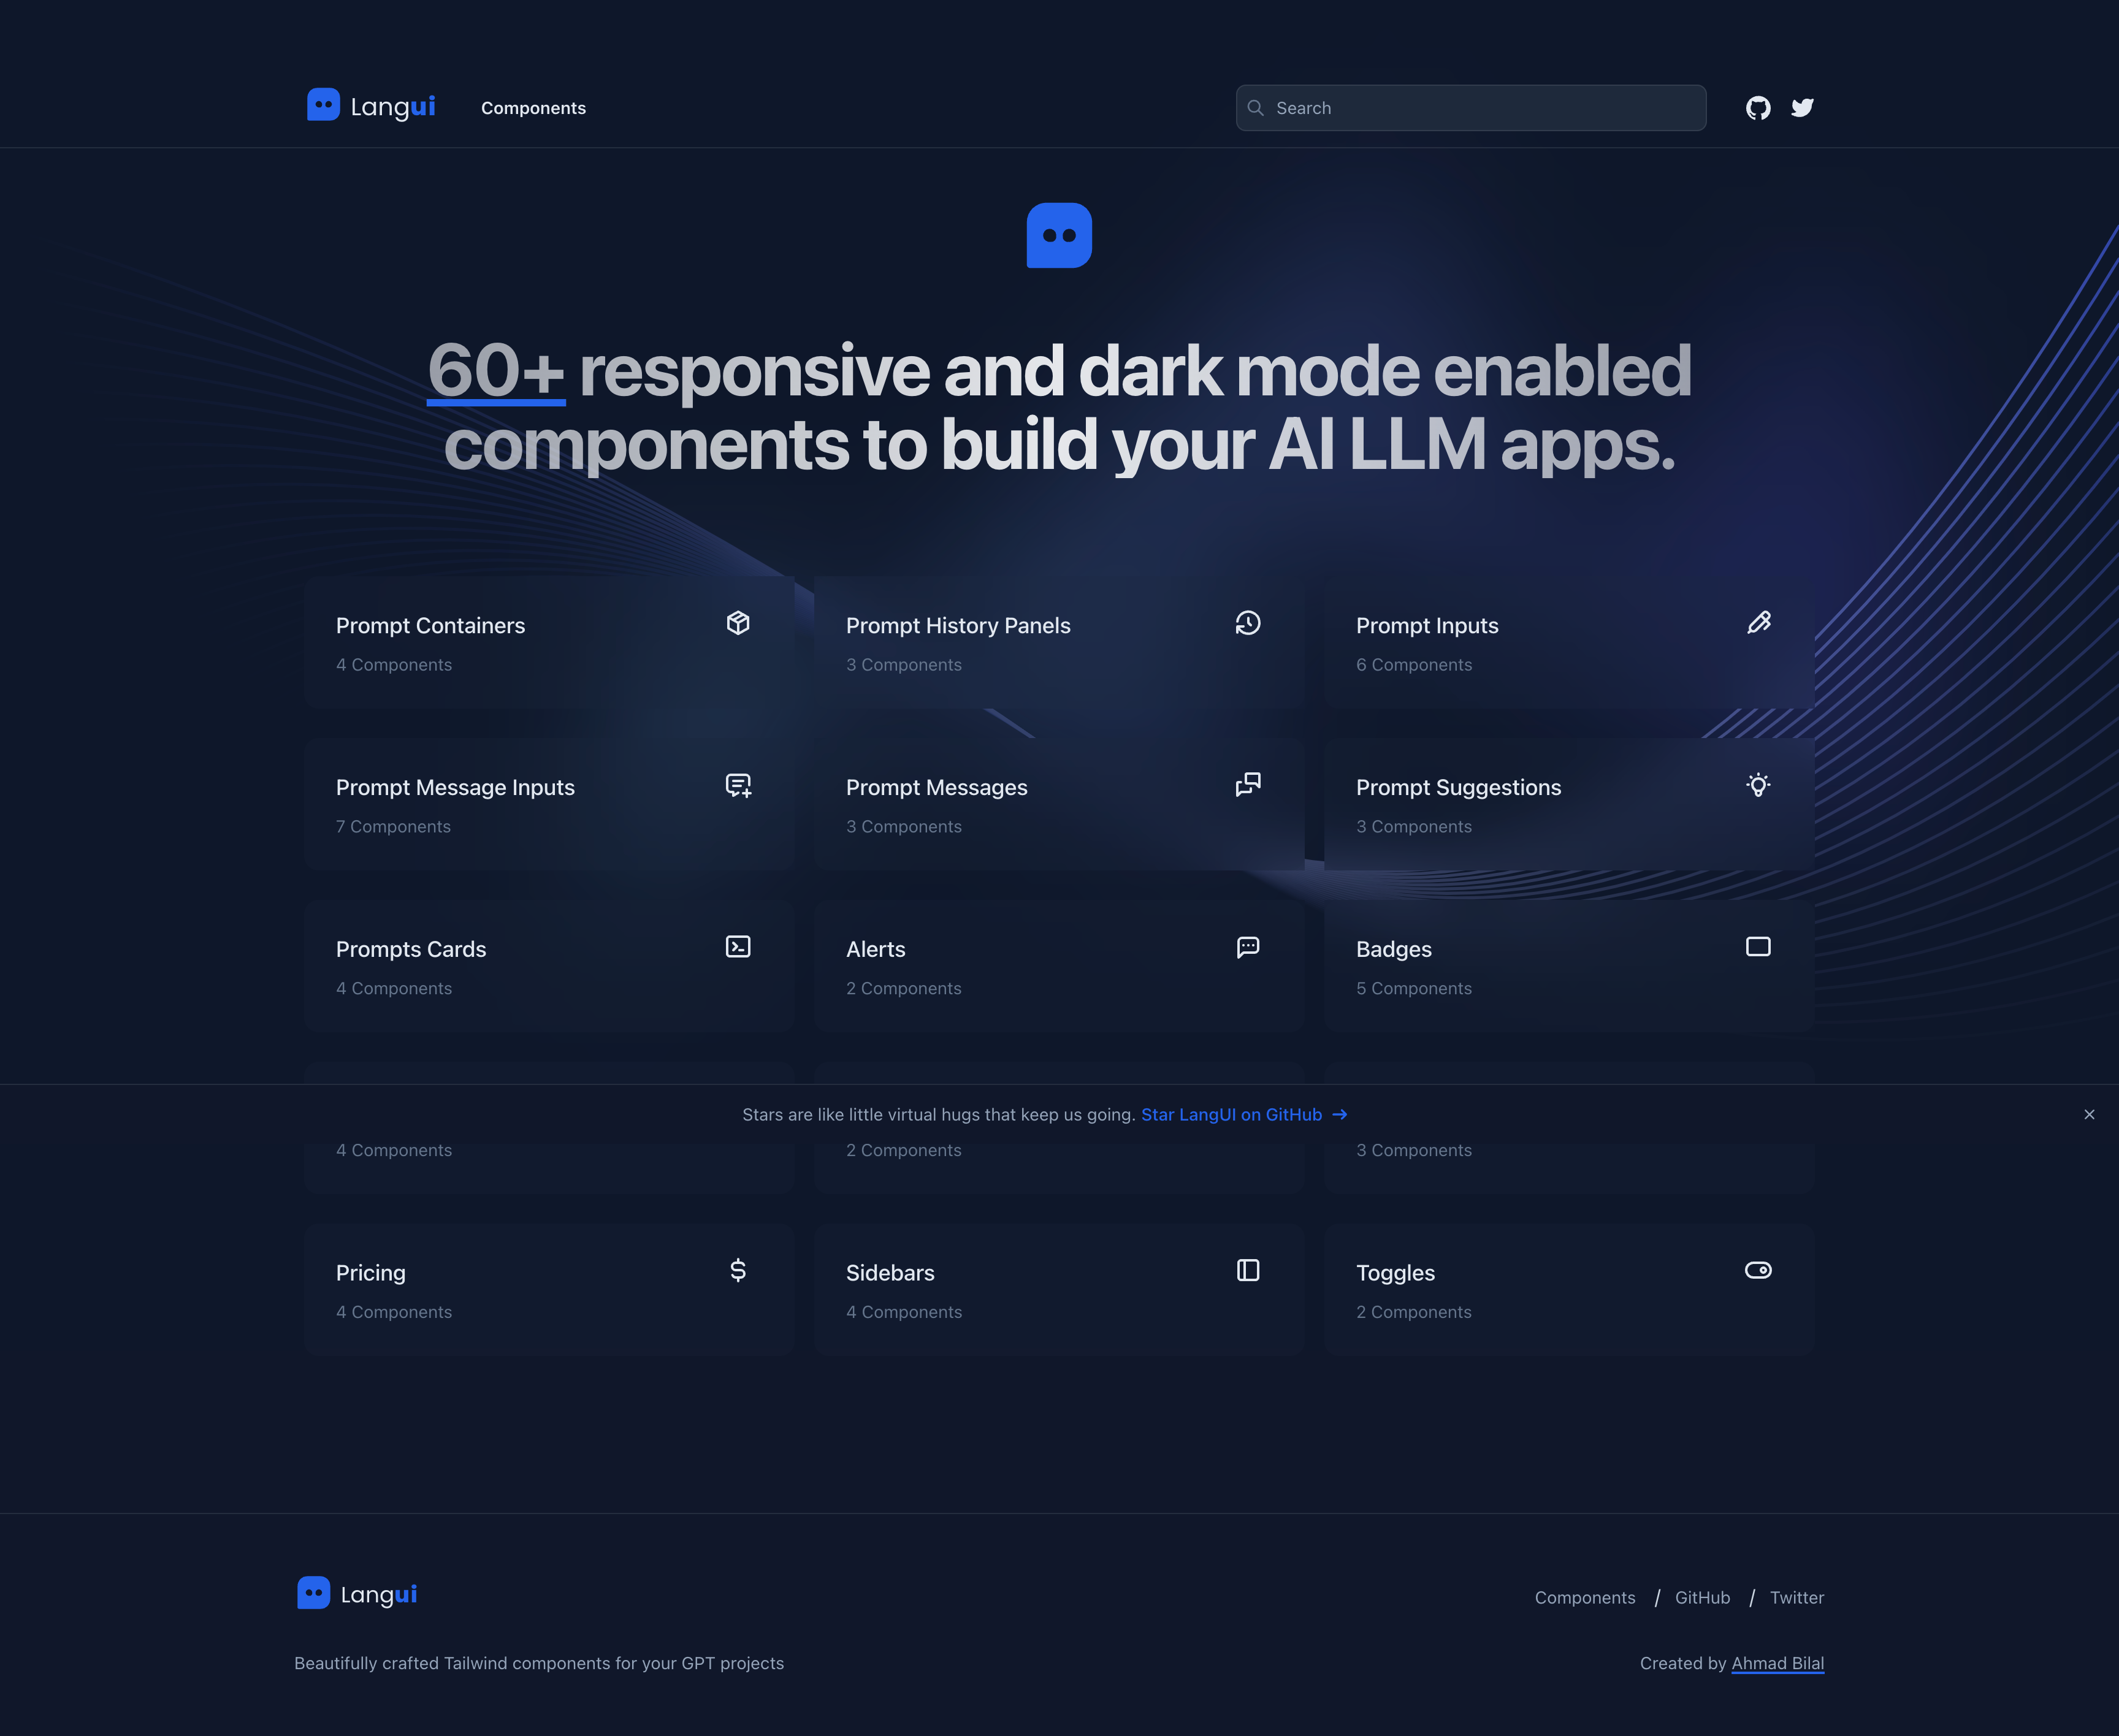 Langui
Components
Search
60+ responsive and dark mode enabled
components to build your AI LLM apps.
Prompt Containers
4 Components
Prompt History Panels
3 Components
Prompt Inputs
6 Components
Prompt Message Inputs
7 Components
Prompt Messages
3 Components
Prompt Suggestions
3 Components
Prompts Cards
4 Components
Alerts
2 Components
Badges
5 Components
Stars are like little virtual hugs that keep us going. Star LangUI on GitHub →
4 Components
2 Components
3 Components
Pricing
4 Components
Sidebars
4 Components
Toggles
2 Components
Langui
Components / GitHub / Twitter
Beautifully crafted Tailwind components for your GPT projects
Created by Ahmad Bilal